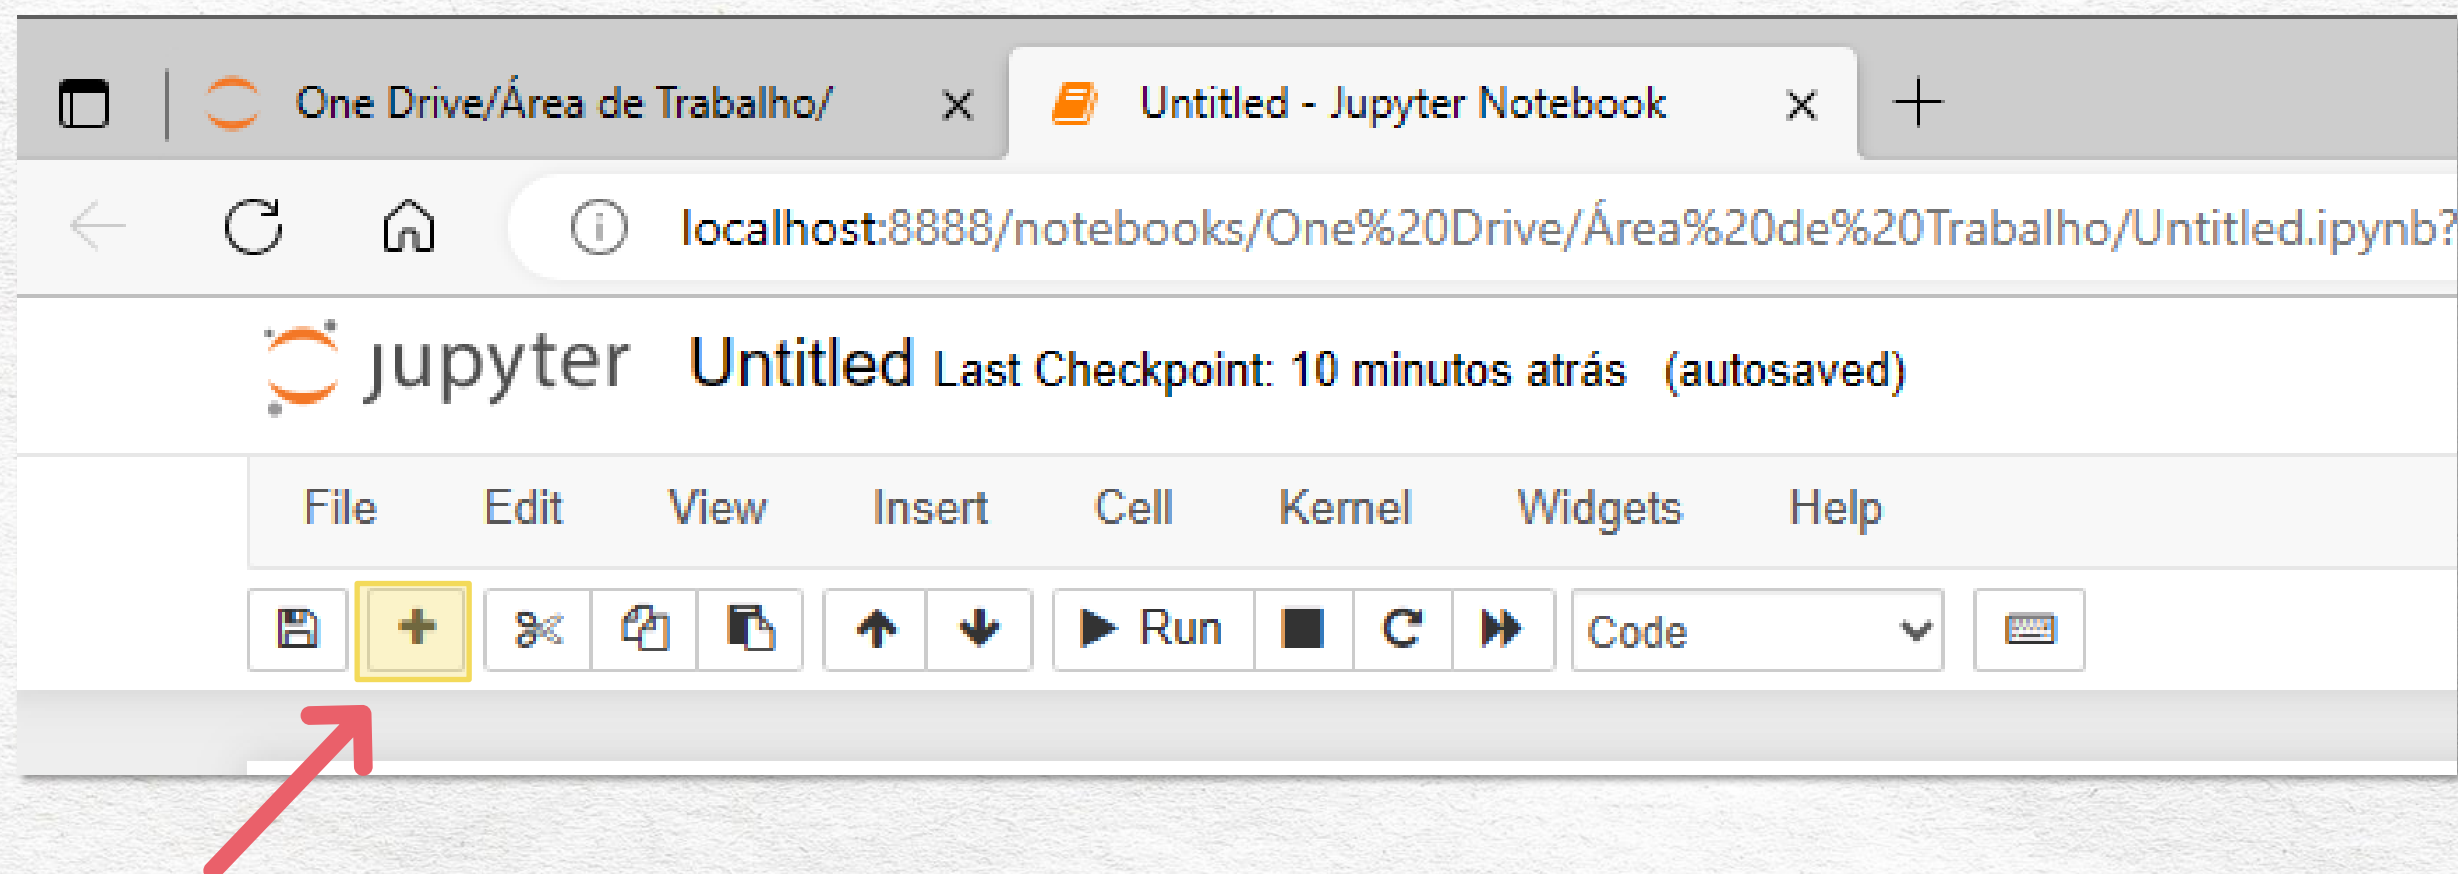 One Drive/Área de Trabalho/ Untitled - Jupyter Notebook
localhost:8888/notebooks/One%20Drive/Área%20de%20Trabalho/Untitled.ipynb?
jupyter Untitled Last Checkpoint: 10 minutos atrás (autosaved)
File Edit View Insert Cell Kernel Widgets Help
Run Code